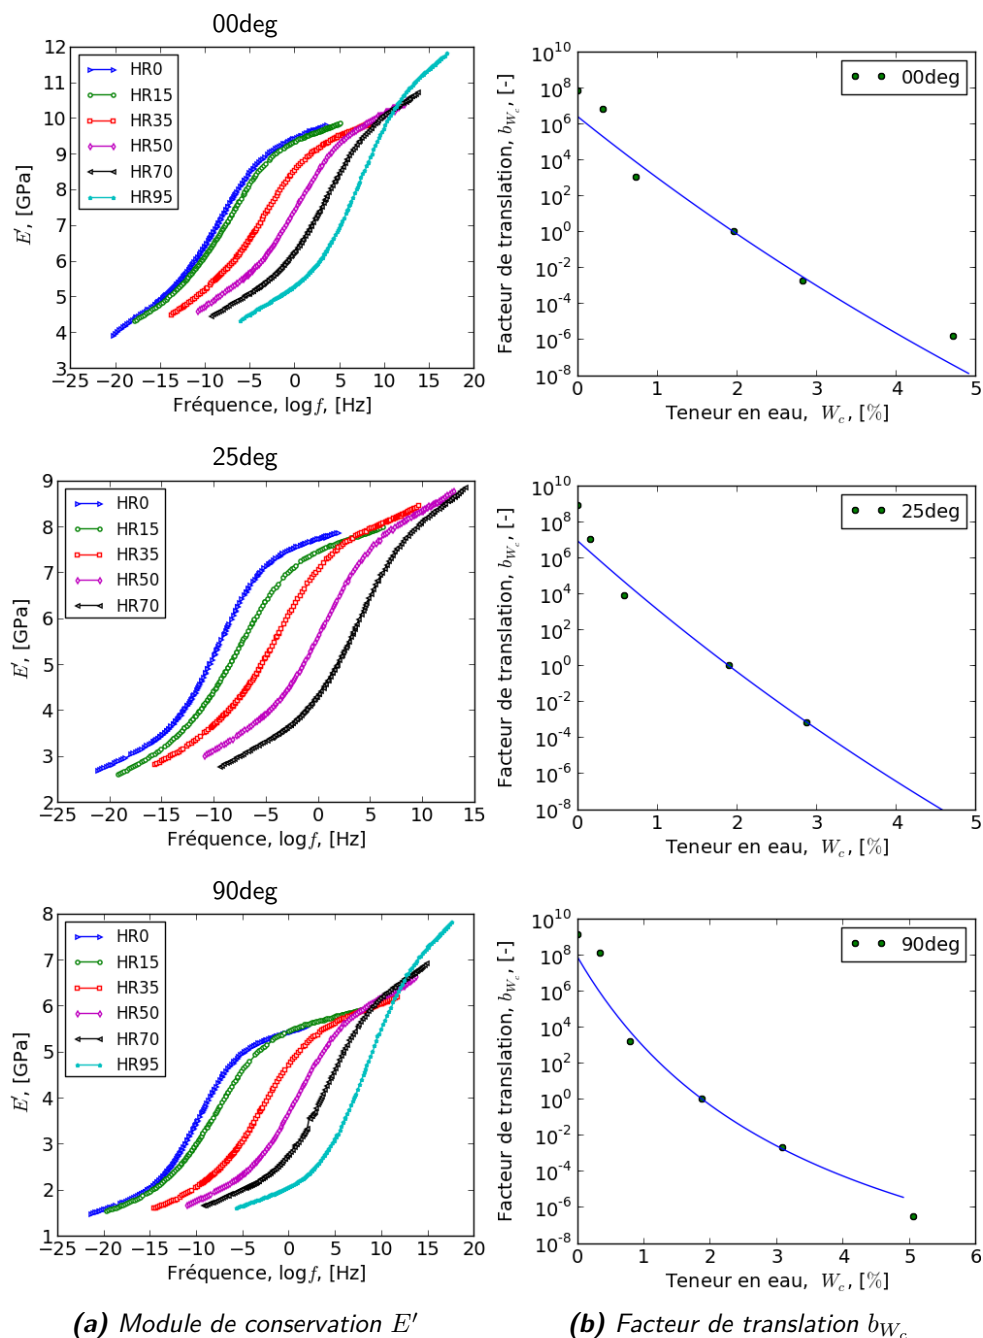 00deg
12
11
10
9
8
7
6
5
4
3
E′, [GPa]
HR0
HR15
HR35
HR50
HR70
HR95
−25 −20 −15 −10 −5 0 5 10 15 20
Fréquence, log f, [Hz]
10^10
10^8
10^6
10^4
10^2
10^0
10^-2
10^-4
10^-6
10^-8
Facteur de translation, b_{W_c}, [-]
00deg
0 1 2 3 4 5
Teneur en eau, W_c, [%]
25deg
9
8
7
6
5
4
3
2
E′, [GPa]
HR0
HR15
HR35
HR50
HR70
−25 −20 −15 −10 −5 0 5 10 15
Fréquence, log f, [Hz]
10^10
10^8
10^6
10^4
10^2
10^0
10^-2
10^-4
10^-6
10^-8
Facteur de translation, b_{W_c}, [-]
25deg
0 1 2 3 4 5
Teneur en eau, W_c, [%]
90deg
8
7
6
5
4
3
2
1
E′, [GPa]
HR0
HR15
HR35
HR50
HR70
HR95
−25 −20 −15 −10 −5 0 5 10 15 20
Fréquence, log f, [Hz]
10^10
10^8
10^6
10^4
10^2
10^0
10^-2
10^-4
10^-6
10^-8
Facteur de translation, b_{W_c}, [-]
90deg
0 1 2 3 4 5 6
Teneur en eau, W_c, [%]
(a) Module de conservation E′
(b) Facteur de translation b_{W_c}